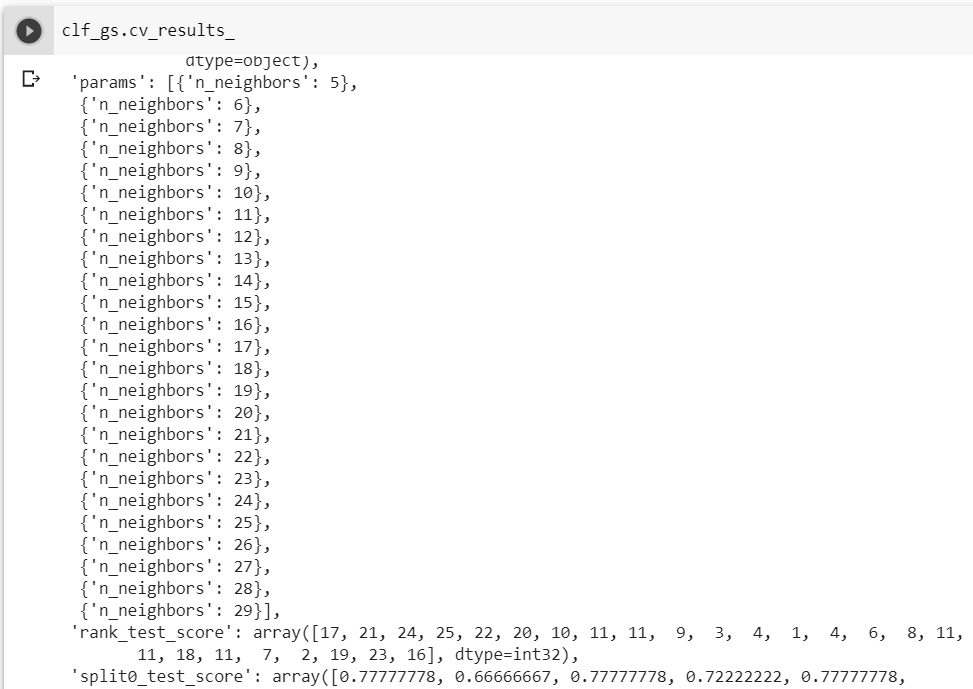 clf_gs.cv_results_
dtype=object),
'params': [{'n_neighbors': 5},
{'n_neighbors': 6},
{'n_neighbors': 7},
{'n_neighbors': 8},
{'n_neighbors': 9},
{'n_neighbors': 10},
{'n_neighbors': 11},
{'n_neighbors': 12},
{'n_neighbors': 13},
{'n_neighbors': 14},
{'n_neighbors': 15},
{'n_neighbors': 16},
{'n_neighbors': 17},
{'n_neighbors': 18},
{'n_neighbors': 19},
{'n_neighbors': 20},
{'n_neighbors': 21},
{'n_neighbors': 22},
{'n_neighbors': 23},
{'n_neighbors': 24},
{'n_neighbors': 25},
{'n_neighbors': 26},
{'n_neighbors': 27},
{'n_neighbors': 28},
{'n_neighbors': 29}],
'rank_test_score': array([17, 21, 24, 25, 22, 20, 10, 11, 11, 9, 3, 4, 1, 4, 6, 8, 11,
11, 18, 11, 7, 2, 19, 23, 16], dtype=int32),
'split0_test_score': array([0.77777778, 0.66666667, 0.77777778, 0.72222222, 0.77777778,